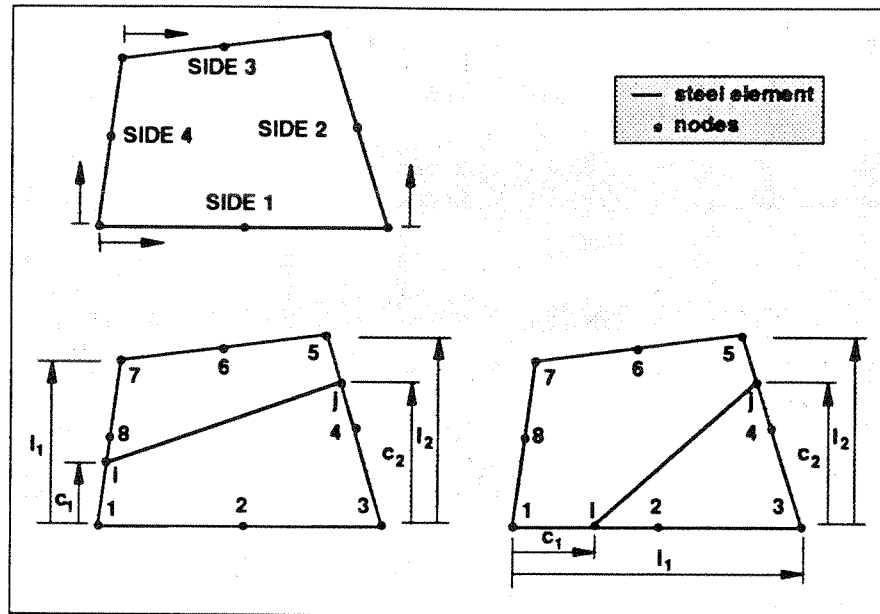 SIDE 3
SIDE 4
SIDE 2
SIDE 1
steel element
nodes
7
6
5
j
8
4
i
1
2
3
l₁
c₁
c₂
l₂
7
6
5
j
8
4
1
i
2
3
c₁
l₁
c₂
l₂